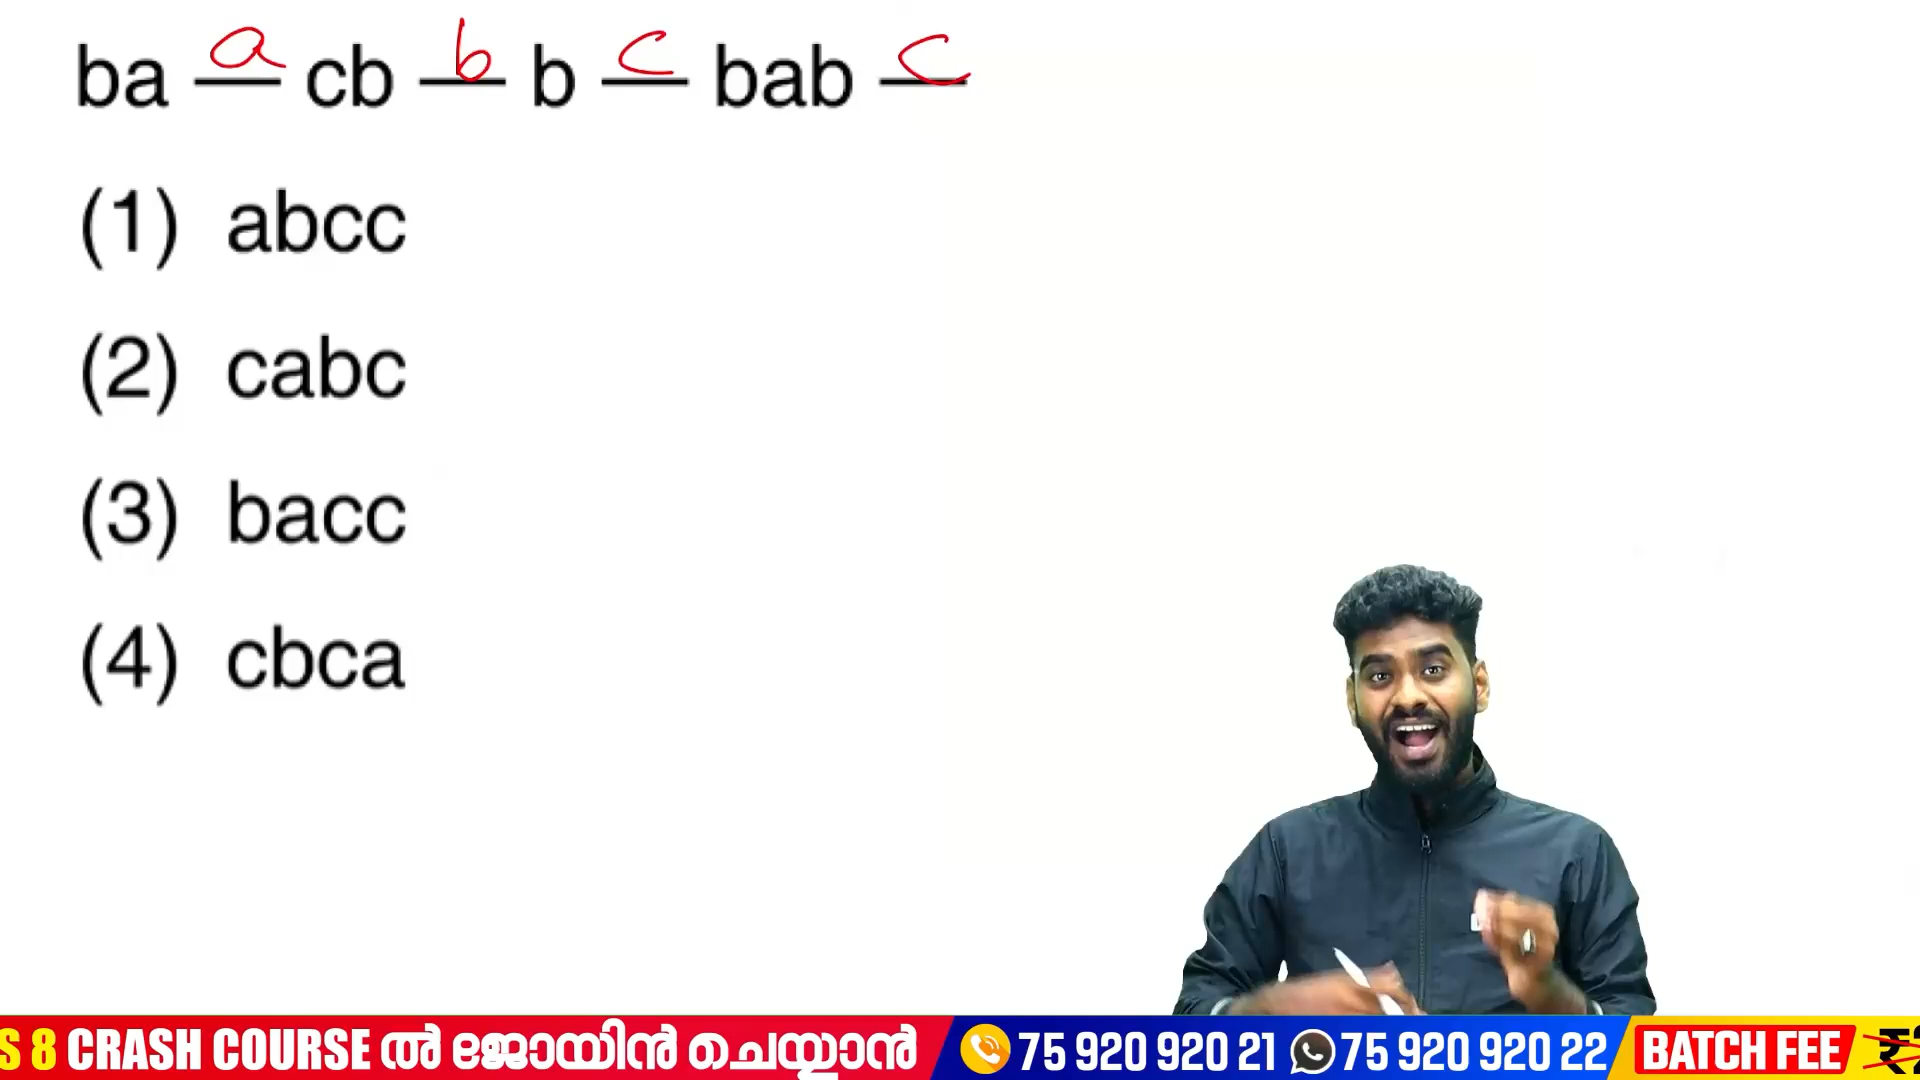 ba a cb b b c bab c
(1) abcc
(2) cabc
(3) bacc
(4) cbca
S 8 CRASH COURSE ൽ ജോയിൻ ചെയ്യാൻ 75 920 920 21 75 920 920 22 BATCH FEE